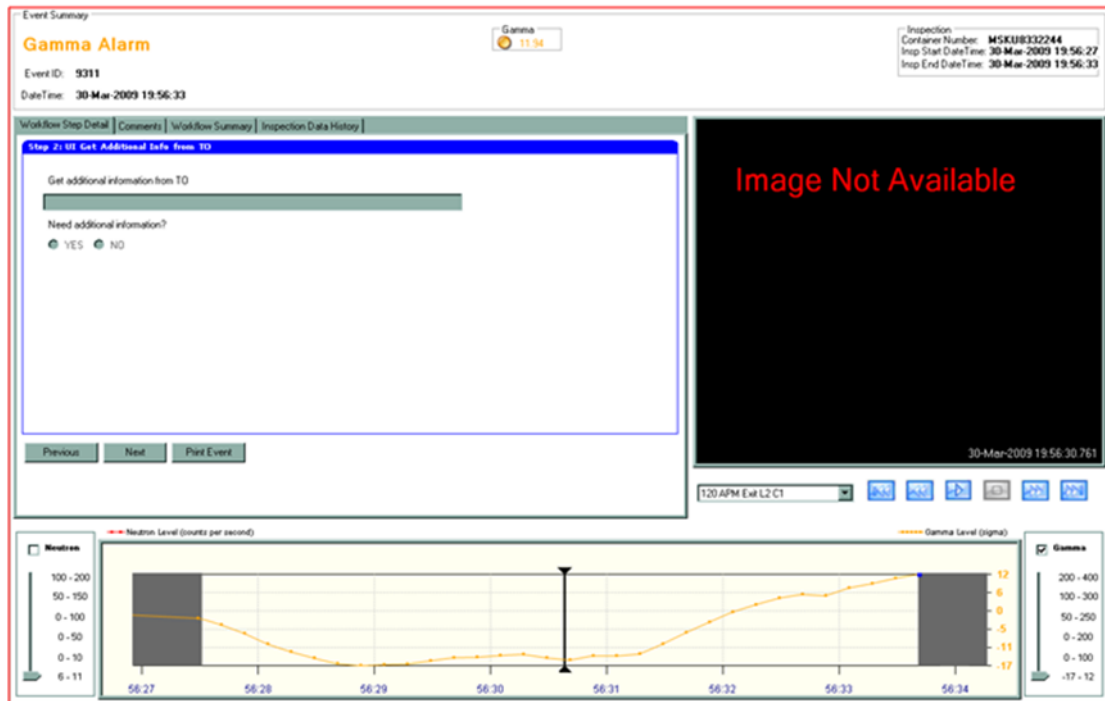 Event Summary
Gamma Alarm
Event ID: 9311
DateTime: 30-Mar-2009 19:56:33
Gamma
11.94
Inspection
Container Number: MSKU8332244
Insp Start DateTime: 30-Mar-2009 19:56:27
Insp End DateTime: 30-Mar-2009 19:56:33
Workflow Step Detail Comments Workflow Summary Inspection Data History
Step 2: UI Get Additional Info from TO
Get additional information from TO
Need additional information?
YES NO
Previous Next Print Event
Image Not Available
30-Mar-2009 19:56:30.761
120 APM Exit L2 C1
Neutron Level (counts per second) Gamma Level (sigma)
Neutron
100 - 200
50 - 150
0 - 100
0 - 50
0 - 10
6 - 11
12
6
0
-5
-11
-17
56:27 56:28 56:29 56:30 56:31 56:32 56:33 56:34
Gamma
200 - 400
100 - 300
50 - 250
0 - 200
0 - 100
-17 - 12